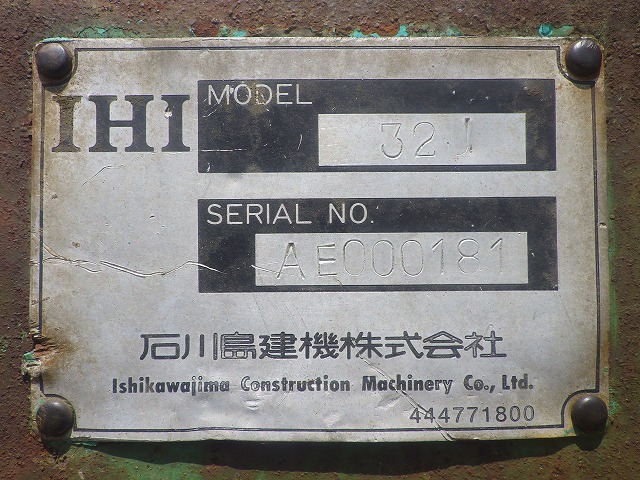 IHI
MODEL
32J
SERIAL NO.
AE000181
石川島建機株式会社
Ishikawajima Construction Machinery Co., Ltd.
444771800